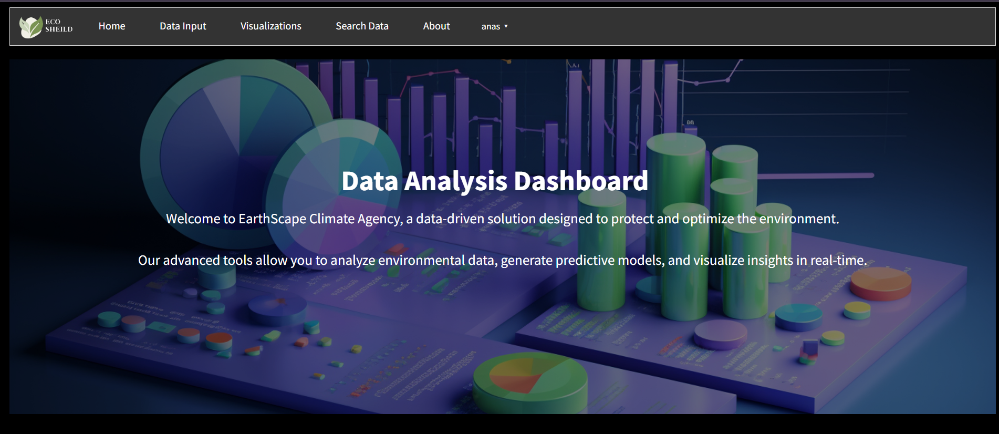 ECO
SHEILD
Home
Data Input
Visualizations
Search Data
About
anas
Data Analysis Dashboard
Welcome to EarthScape Climate Agency, a data-driven solution designed to protect and optimize the environment.
Our advanced tools allow you to analyze environmental data, generate predictive models, and visualize insights in real-time.